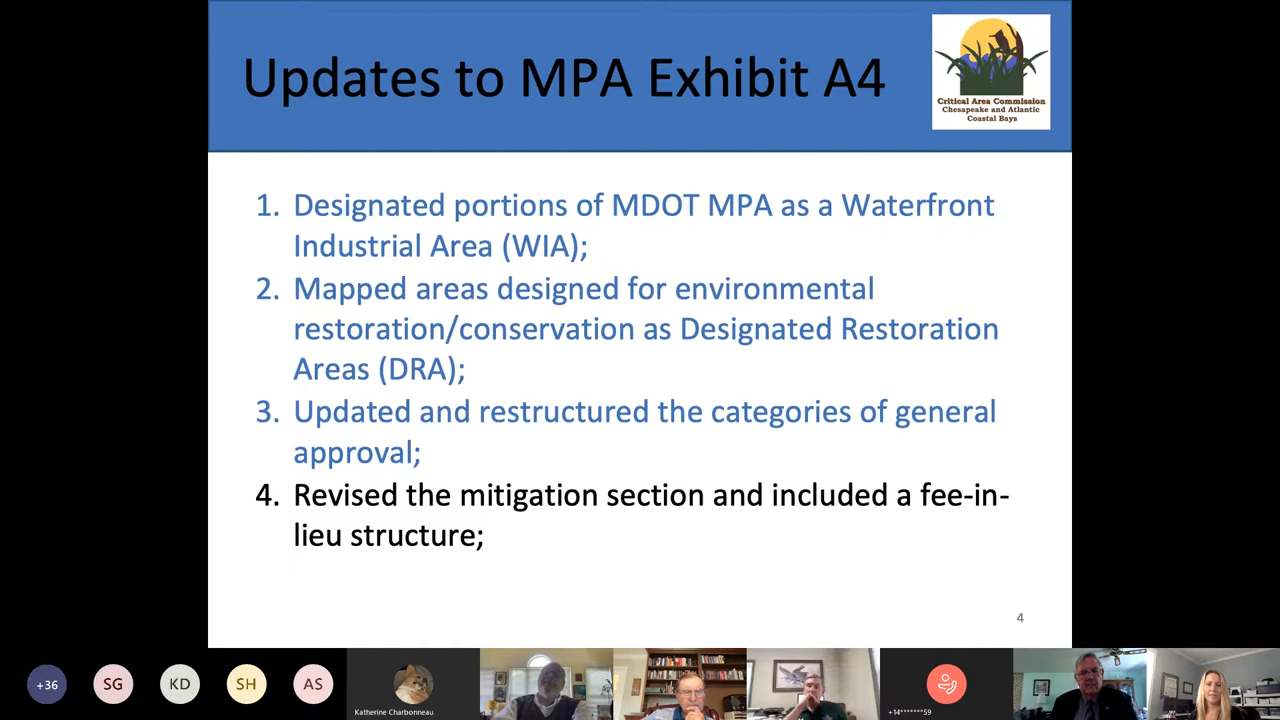 Updates to MPA Exhibit A4
Critical Area Commission
Chesapeake and Atlantic
Coastal Bays
1. Designated portions of MDOT MPA as a Waterfront
Industrial Area (WIA);
2. Mapped areas designed for environmental
restoration/conservation as Designated Restoration
Areas (DRA);
3. Updated and restructured the categories of general
approval;
4. Revised the mitigation section and included a fee-in-
lieu structure;
4
+36
SG
KD
SH
AS
Katherine Charbonneau
+14*******59